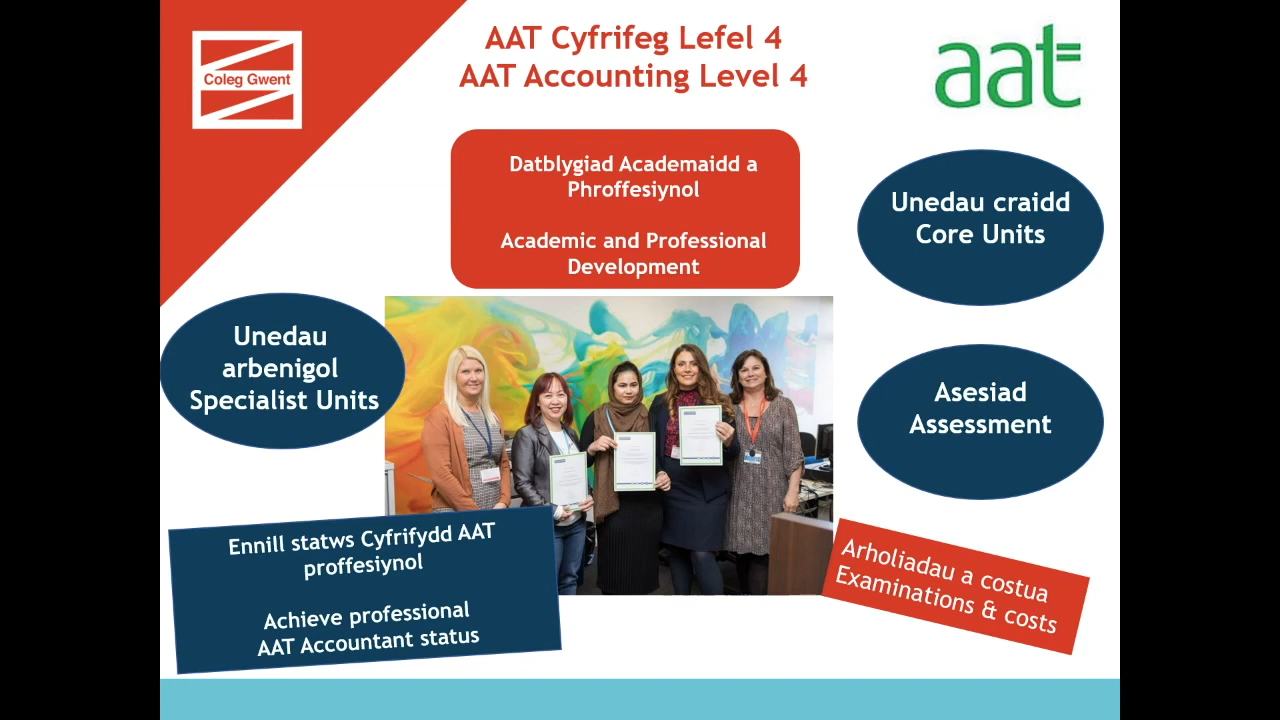 Coleg Gwent
AAT Cyfrifeg Lefel 4
AAT Accounting Level 4
aat
Datblygiad Academaidd a
Phroffesiynol
Academic and Professional
Development
Unedau craidd
Core Units
Unedau
arbenigol
Specialist Units
Asesiad
Assessment
Ennill statws Cyfrifydd AAT
proffesiynol
Achieve professional
AAT Accountant status
Arholiadau a costua
Examinations & costs